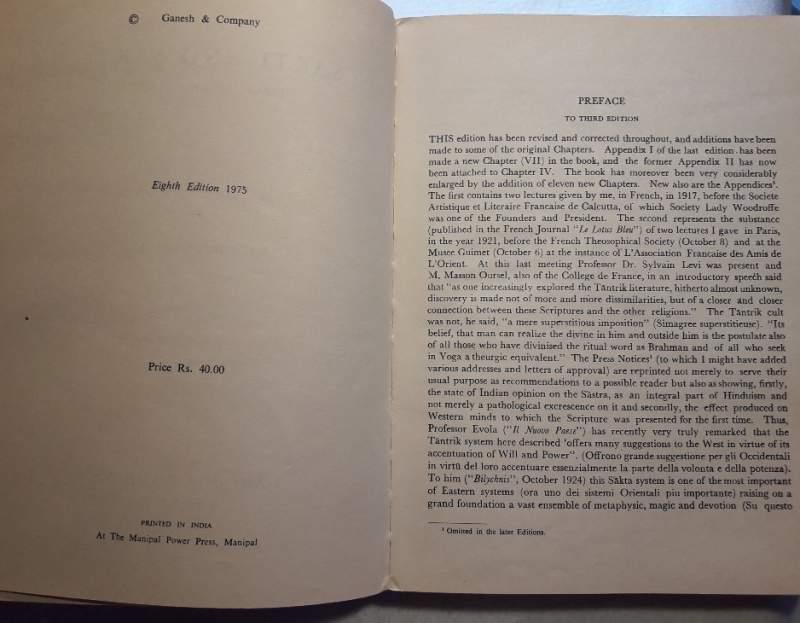 © Ganesh & Company
Eighth Edition 1975
Price Rs. 40.00
PRINTED IN INDIA
At The Manipal Power Press, Manipal
PREFACE
TO THIRD EDITION
THIS edition has been revised and corrected throughout, and additions have been
made to some of the original Chapters. Appendix I of the last edition has been
made a new Chapter (VII) in the book, and the former Appendix II has now
been attached to Chapter IV. The book has moreover been very considerably
enlarged by the addition of eleven new Chapters. New also are the Appendices¹.
The first contains two lectures given by me, in French, in 1917, before the Societe
Artistique et Literaire Francaise de Calcutta, of which Society Lady Woodroffe
was one of the Founders and President. The second represents the substance
(published in the French Journal "Le Lotus Bleu") of two lectures I gave in Paris,
in the year 1921, before the French Theosophical Society (October 8) and at the
Musee Guimet (October 6) at the instance of L'Association Francaise des Amis de
L'Orient. At this last meeting Professor Dr. Sylvain Levi was present and
M. Masson Oursel, also of the College de France, in an introductory speech said
that "as one increasingly explored the Tāntrik literature, hitherto almost unknown,
discovery is made not of more and more dissimilarities, but of a closer and closer
connection between these Scriptures and the other religions." The Tāntrik cult
was not, he said, "a mere superstitious imposition" (Simagree superstitieuse). "Its
belief, that man can realize the divine in him and outside him is the postulate also
of all those who have divinised the ritual word as Brahman and of all who seek
in Yoga a theurgic equivalent." The Press Notices¹ (to which I might have added
various addresses and letters of approval) are reprinted not merely to serve their
usual purpose as recommendations to a possible reader but also as showing, firstly,
the state of Indian opinion on the Sāstra, as an integral part of Hinduism and
not merely a pathological excrescence on it and secondly, the effect produced on
Western minds to which the Scripture was presented for the first time. Thus,
Professor Evola ("Il Nuovo Paese") has recently very truly remarked that the
Tāntrik system here described 'offers many suggestions to the West in virtue of its
accentuation of Will and Power". (Offrono grande suggestione per gli Occidentali
in virtū del loro accentuare essenzialmente la parte della volonta e della potenza).
To him ("Bilychnis", October 1924) this Sākta system is one of the most important
of Eastern systems (ora uno dei sistemi Orientali piu importante) raising on a
grand foundation a vast ensemble of metaphysic, magic and devotion (Su questo
¹ Omitted in the later Editions.